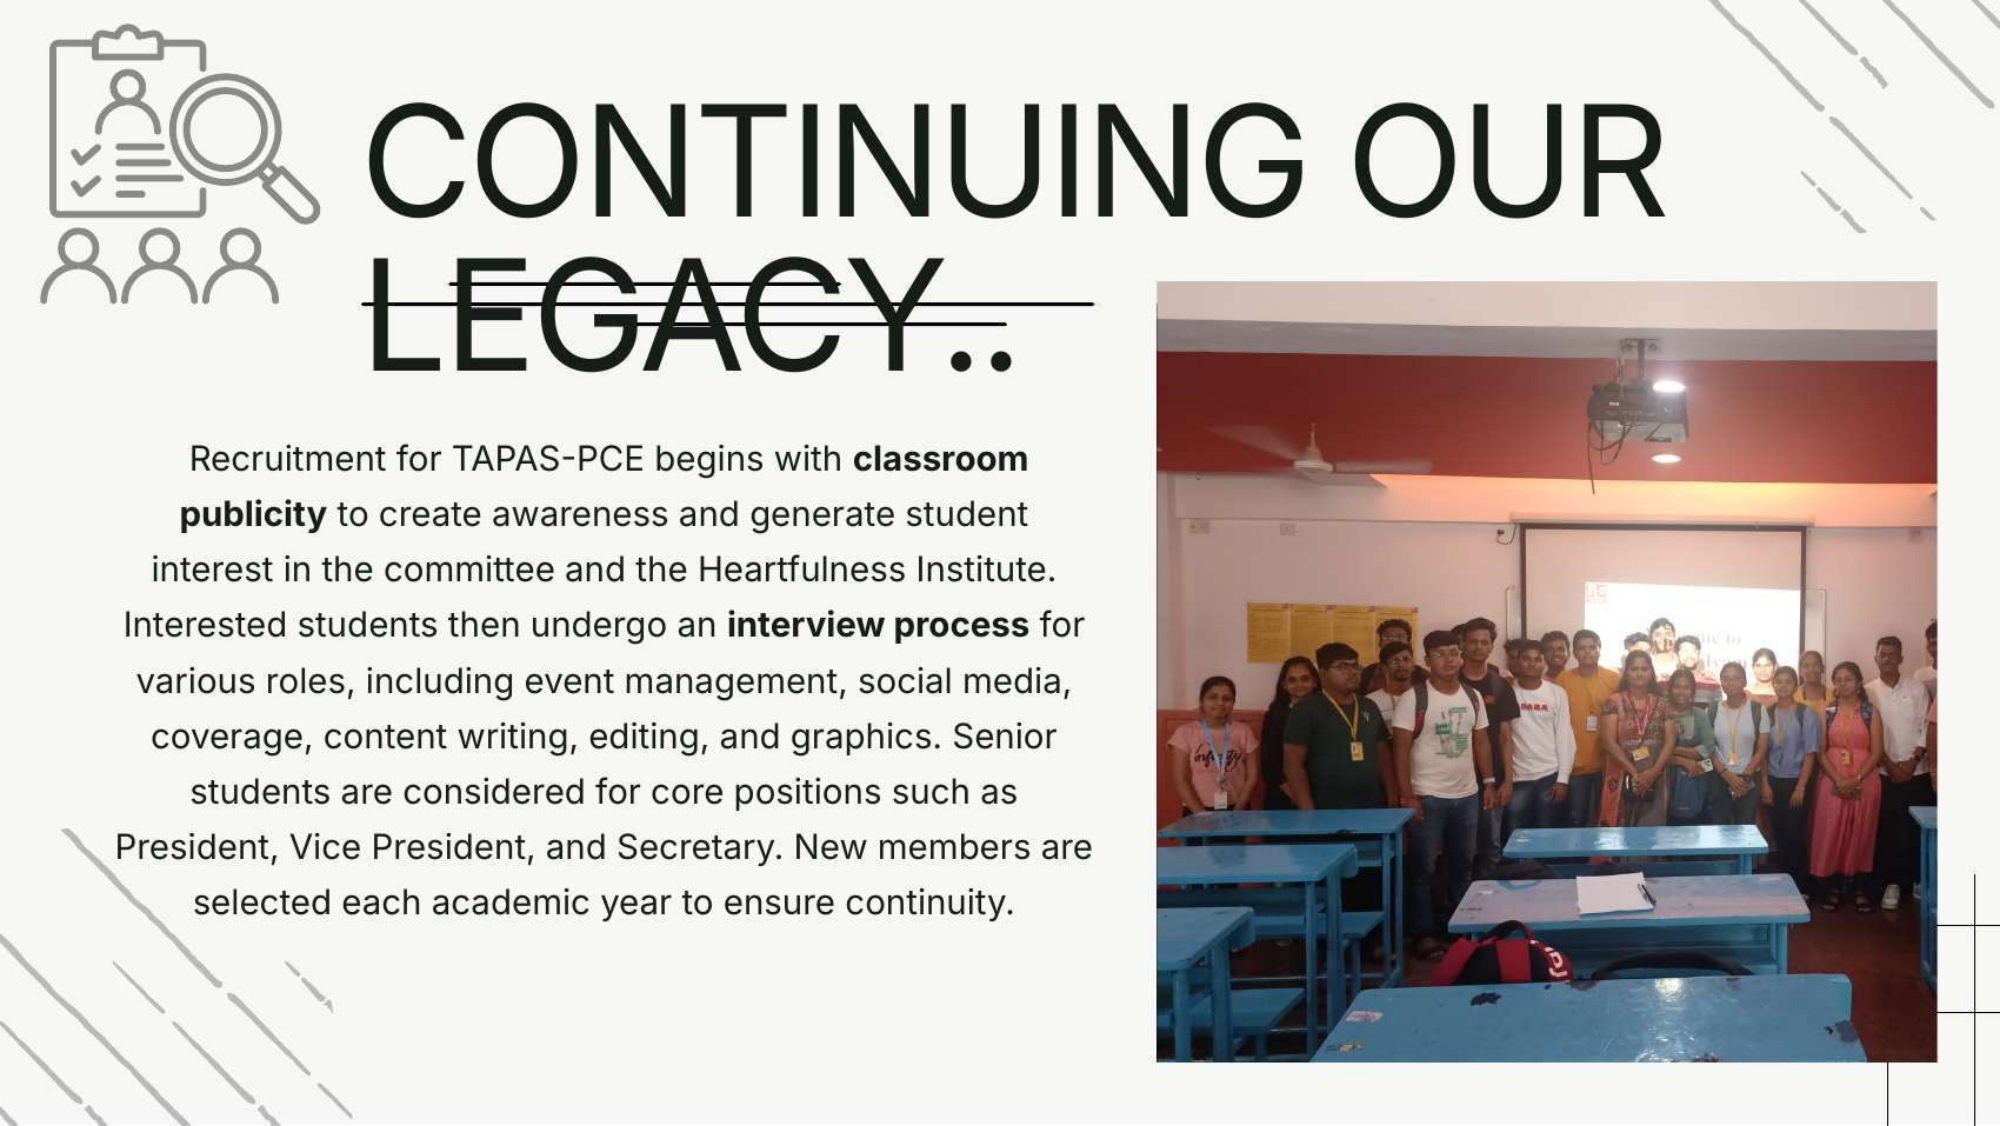 CONTINUING OUR
LEGACY..
Recruitment for TAPAS-PCE begins with classroom
publicity to create awareness and generate student
interest in the committee and the Heartfulness Institute.
Interested students then undergo an interview process for
various roles, including event management, social media,
coverage, content writing, editing, and graphics. Senior
students are considered for core positions such as
President, Vice President, and Secretary. New members are
selected each academic year to ensure continuity.